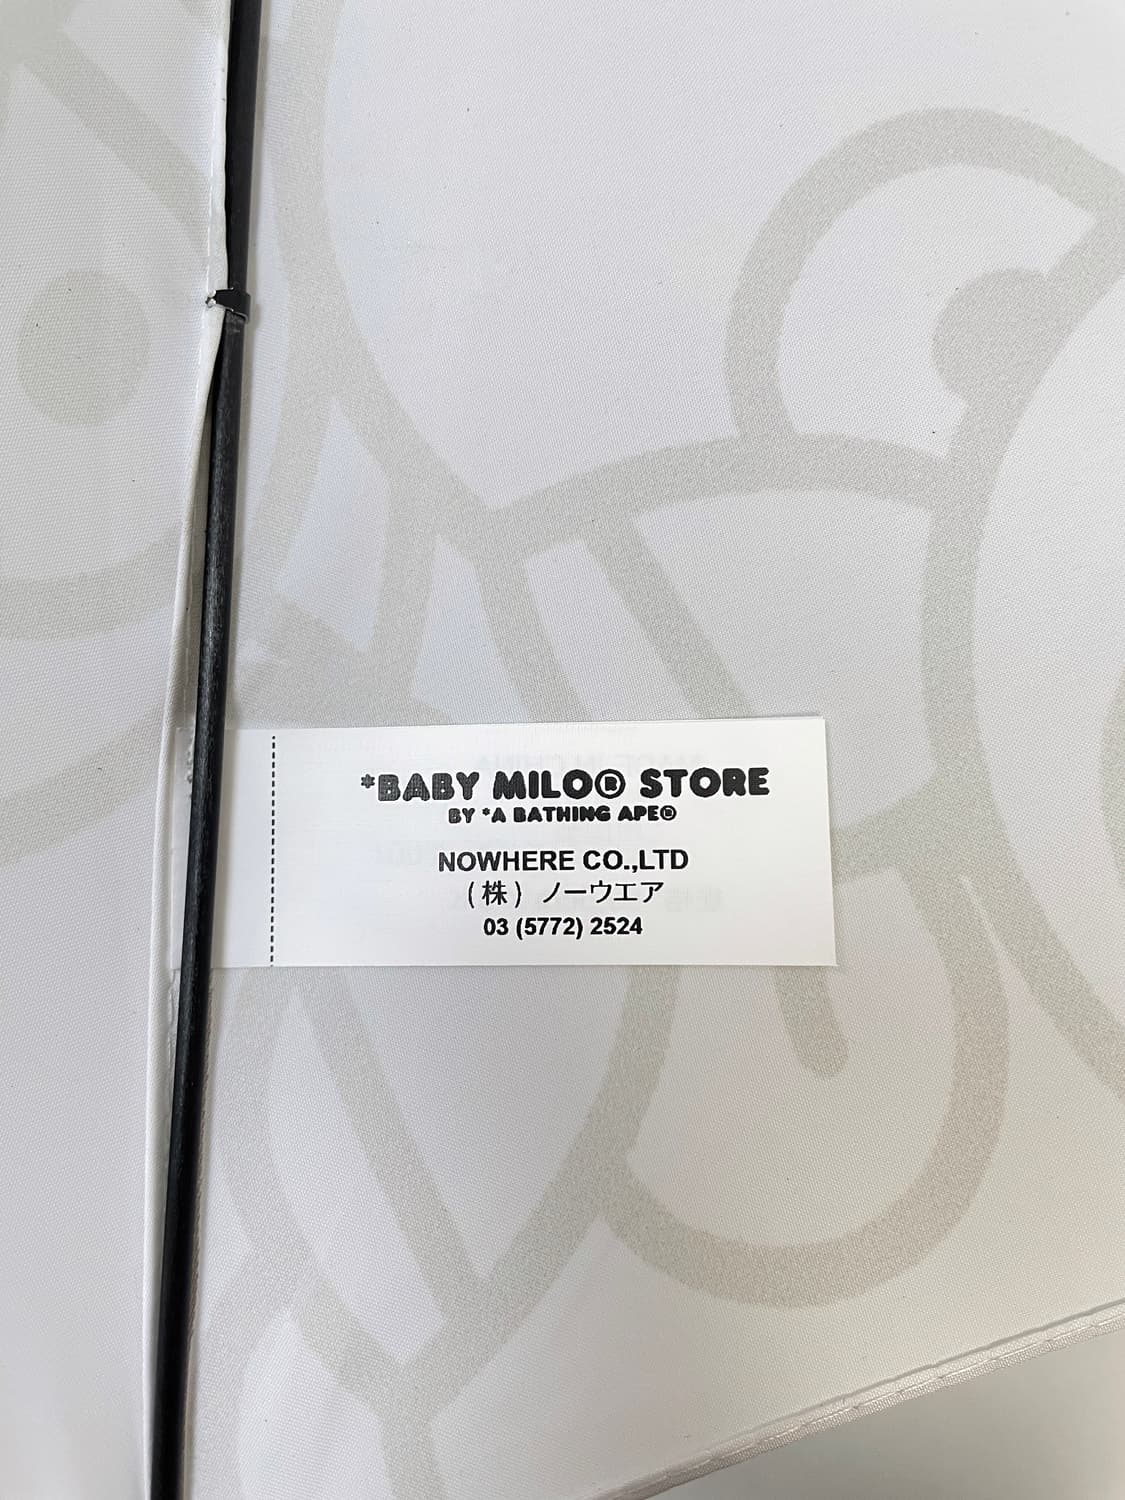 *BABY MILO® STORE
BY *A BATHING APE®
NOWHERE CO.,LTD
(株) ノーウエア
03 (5772) 2524